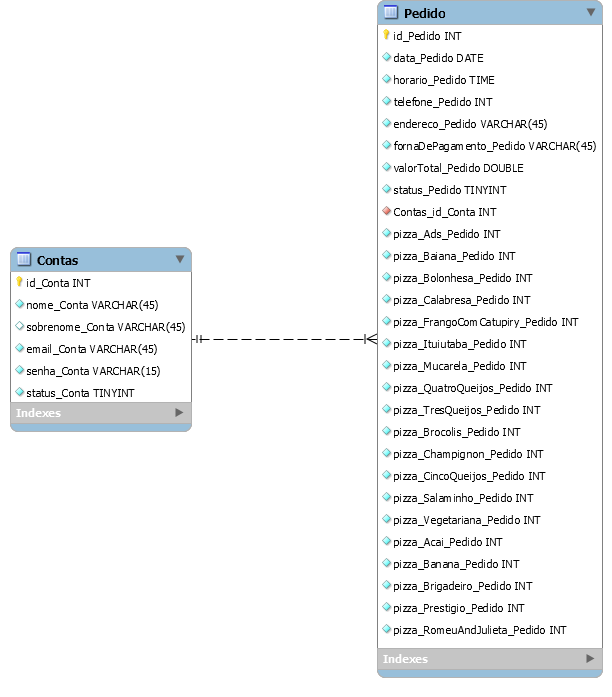 Pedido
id_Pedido INT
data_Pedido DATE
horario_Pedido TIME
telefone_Pedido INT
endereco_Pedido VARCHAR(45)
fornaDePagamento_Pedido VARCHAR(45)
valorTotal_Pedido DOUBLE
status_Pedido TINYINT
Contas_id_Conta INT
pizza_Ads_Pedido INT
pizza_Baiana_Pedido INT
pizza_Bolonhesa_Pedido INT
pizza_Calabresa_Pedido INT
pizza_FrangoComCatupiry_Pedido INT
pizza_Ituiutaba_Pedido INT
pizza_Mucarela_Pedido INT
pizza_QuatroQueijos_Pedido INT
pizza_TresQueijos_Pedido INT
pizza_Brocolis_Pedido INT
pizza_Champignon_Pedido INT
pizza_CincoQueijos_Pedido INT
pizza_Salaminho_Pedido INT
pizza_Vegetariana_Pedido INT
pizza_Acai_Pedido INT
pizza_Banana_Pedido INT
pizza_Brigadeiro_Pedido INT
pizza_Prestigio_Pedido INT
pizza_RomeuAndJulieta_Pedido INT
Indexes
Contas
id_Conta INT
nome_Conta VARCHAR(45)
sobrenome_Conta VARCHAR(45)
email_Conta VARCHAR(45)
senha_Conta VARCHAR(15)
status_Conta TINYINT
Indexes